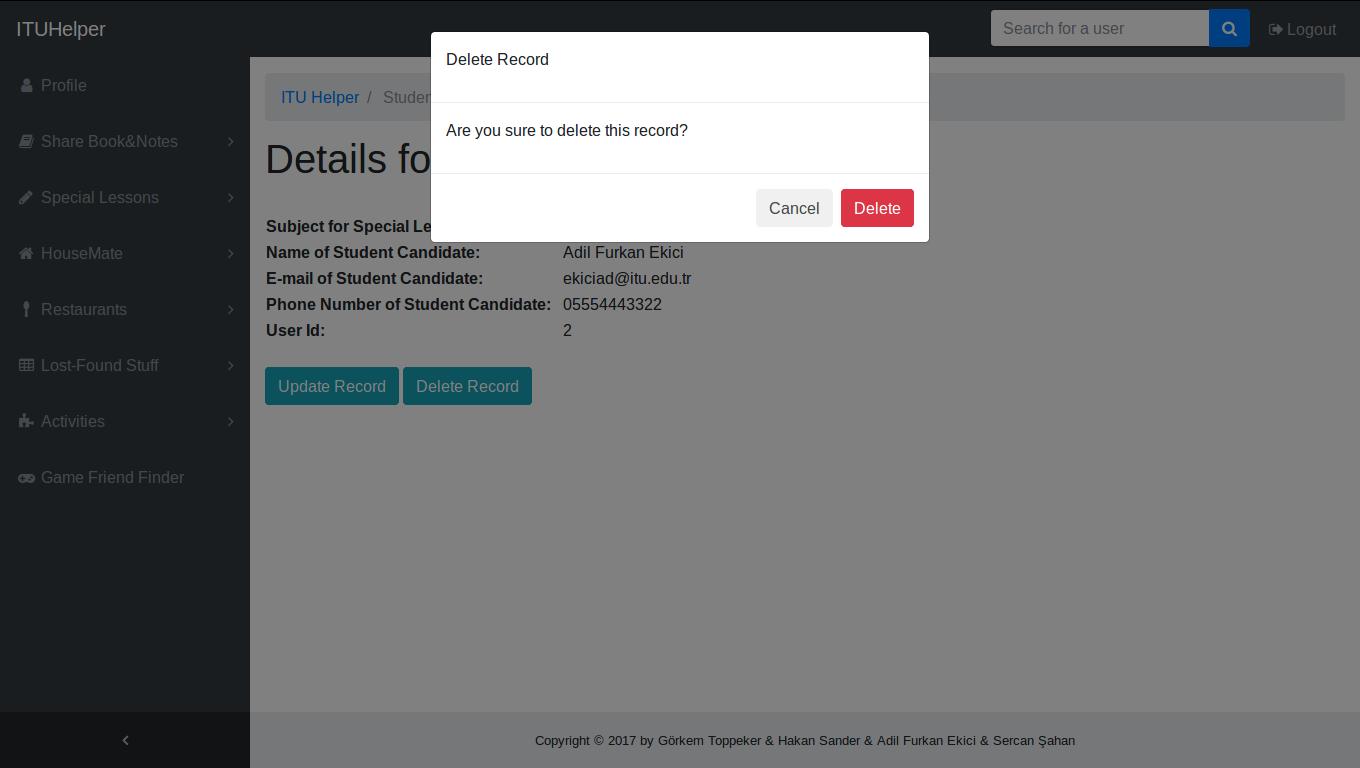 ITUHelper
Search for a user
Logout
Delete Record
Are you sure to delete this record?
Cancel
Delete
Profile
Share Book&Notes
Special Lessons
HouseMate
Restaurants
Lost-Found Stuff
Activities
Game Friend Finder
ITU Helper /
Details
Subject for Special
Name of Student Candidate: Adil Furkan Ekici
E-mail of Student Candidate: ekiciad@itu.edu.tr
Phone Number of Student Candidate: 05554443322
User Id: 2
Update Record
Delete Record
Copyright © 2017 by Görkem Toppeker & Hakan Sander & Adil Furkan Ekici & Sercan Şahan